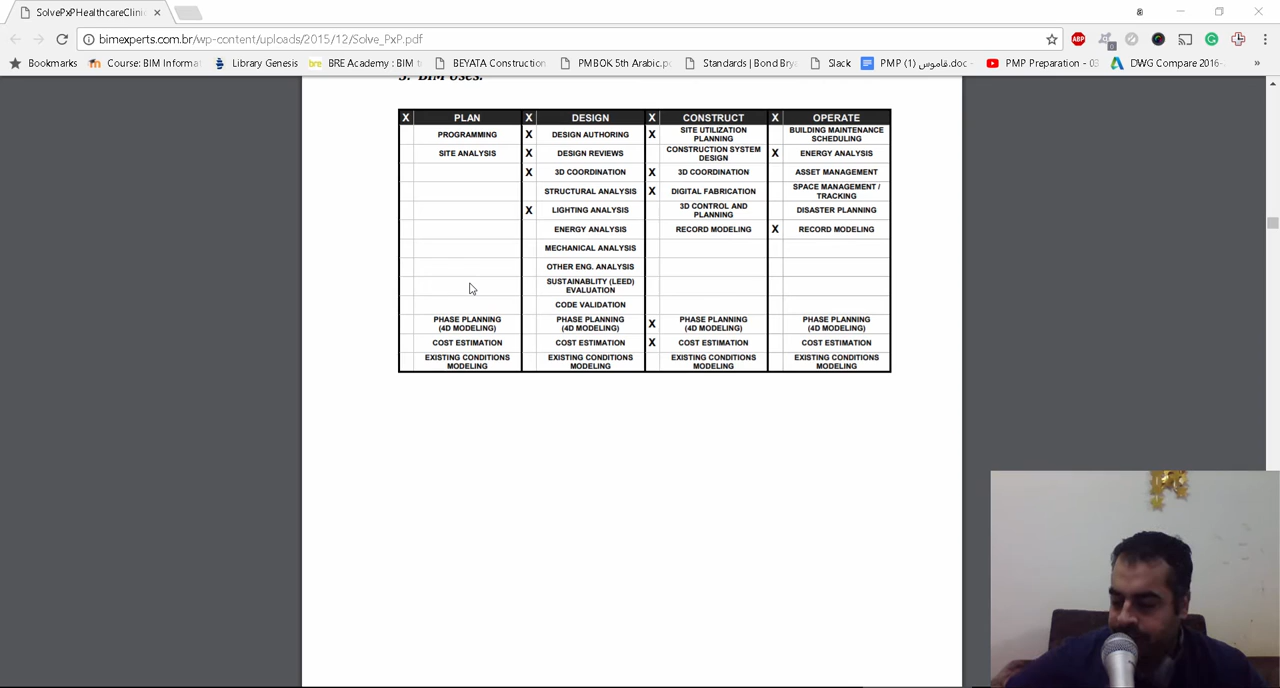 SolvePxPHealthcareClini
bimexperts.com.br/wp-content/uploads/2015/12/Solve_PxP.pdf
ABP
0
Bookmarks
Course: BIM Informat
Library Genesis
bre
BRE Academy : BIM t
BEYATA Construction
PMBOK 5th Arabic.p
Standards | Bond Bry
Slack
PMP (1) قاموس.doc
PMP Preparation - 03
DWG Compare 2016-
»
BIM Uses:
X PLAN X DESIGN X CONSTRUCT X OPERATE
PROGRAMMING X DESIGN AUTHORING X SITE UTILIZATION PLANNING BUILDING MAINTENANCE SCHEDULING
SITE ANALYSIS X DESIGN REVIEWS CONSTRUCTION SYSTEM DESIGN X ENERGY ANALYSIS
X 3D COORDINATION X 3D COORDINATION ASSET MANAGEMENT
STRUCTURAL ANALYSIS X DIGITAL FABRICATION SPACE MANAGEMENT / TRACKING
X LIGHTING ANALYSIS 3D CONTROL AND PLANNING DISASTER PLANNING
ENERGY ANALYSIS RECORD MODELING X RECORD MODELING
MECHANICAL ANALYSIS
OTHER ENG. ANALYSIS
SUSTAINABLITY (LEED) EVALUATION
CODE VALIDATION
PHASE PLANNING (4D MODELING) PHASE PLANNING (4D MODELING) X PHASE PLANNING (4D MODELING) PHASE PLANNING (4D MODELING)
COST ESTIMATION COST ESTIMATION X COST ESTIMATION COST ESTIMATION
EXISTING CONDITIONS MODELING EXISTING CONDITIONS MODELING EXISTING CONDITIONS MODELING EXISTING CONDITIONS MODELING